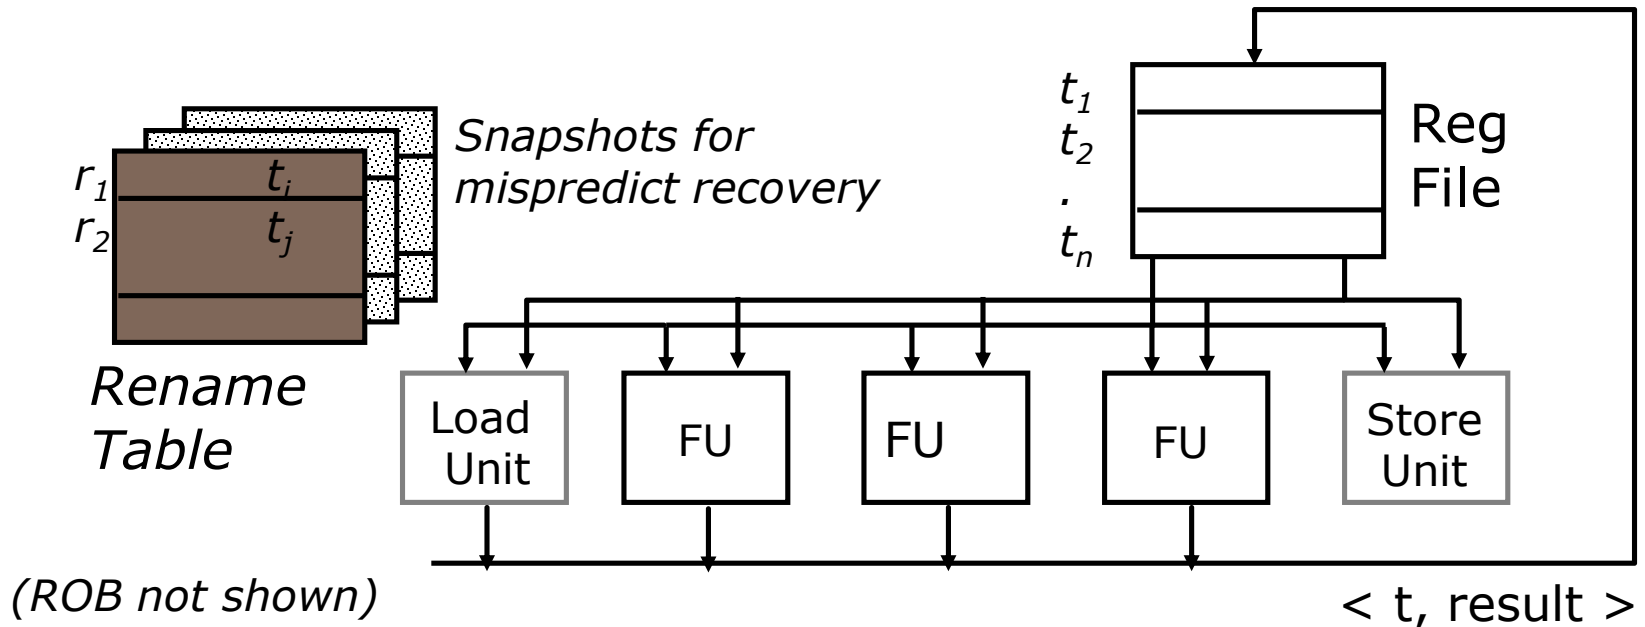 Snapshots for
mispredict recovery
r₁ tᵢ
r₂ tⱼ
Rename
Table
t₁
t₂
.
tₙ
Reg
File
Load
Unit
FU
FU
FU
Store
Unit
(ROB not shown)
< t, result >